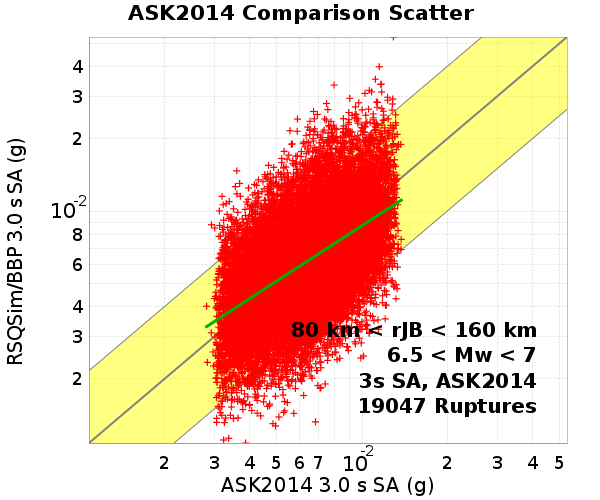 ASK2014 Comparison Scatter
RSQSim/BBP 3.0 s SA (g)
4
3
2
10-2
8
6
4
3
2
80 km < rJB < 160 km
6.5 < Mw < 7
3s SA, ASK2014
19047 Ruptures
2 3 4 5 6 7 10-2 2 3 4 5
ASK2014 3.0 s SA (g)